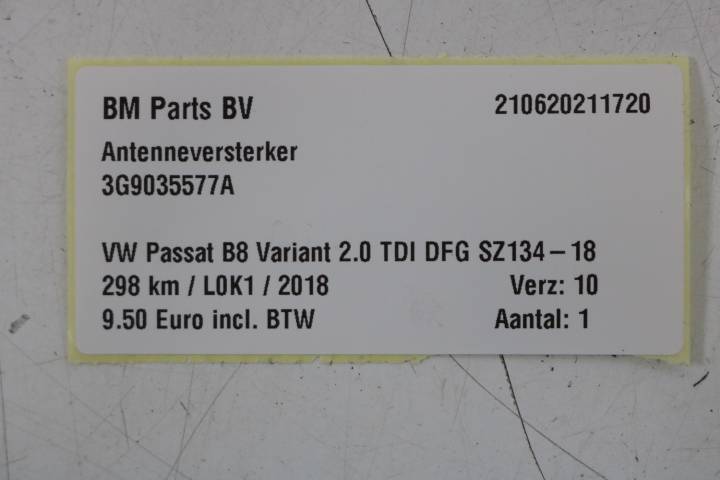 BM Parts BV 210620211720
Antenneversterker
3G9035577A
VW Passat B8 Variant 2.0 TDI DFG SZ134-18
298 km / L0K1 / 2018 Verz: 10
9.50 Euro incl. BTW Aantal: 1